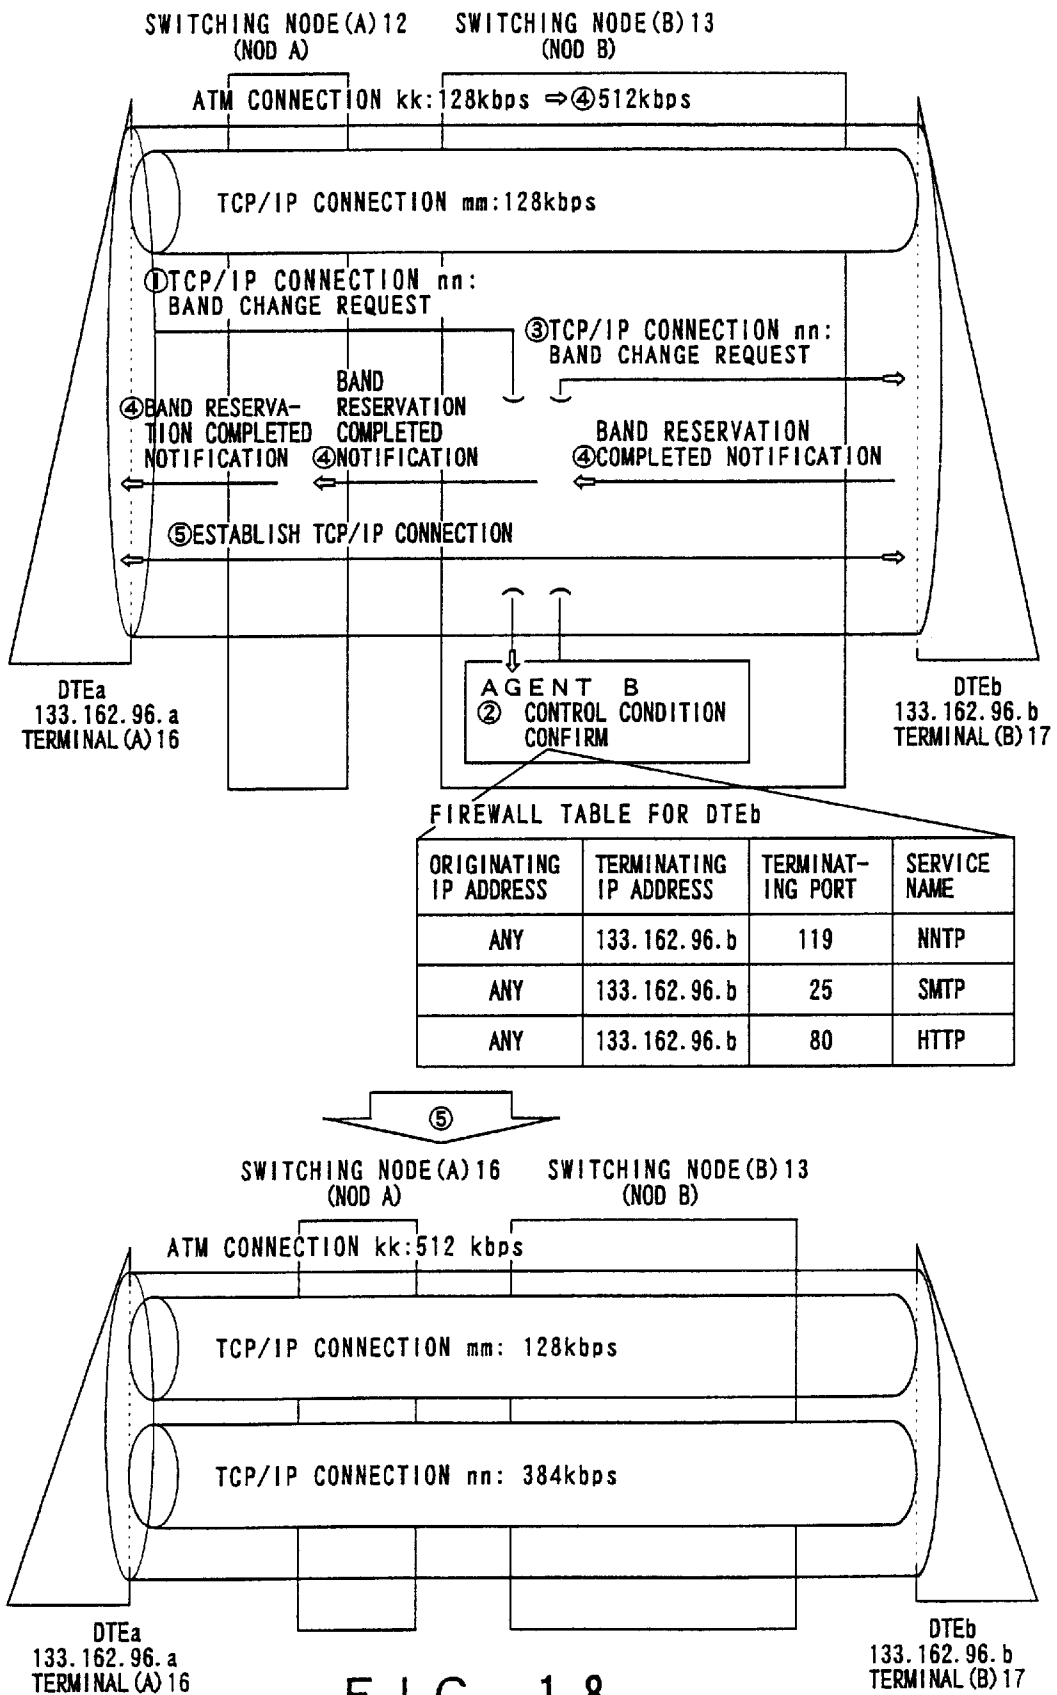 SWITCHING NODE(A)12
(NOD A)
SWITCHING NODE(B)13
(NOD B)
ATM CONNECTION kk:128kbps ⇒④512kbps
TCP/IP CONNECTION mm:128kbps
①TCP/IP CONNECTION nn:
BAND CHANGE REQUEST
③TCP/IP CONNECTION nn:
BAND CHANGE REQUEST
④BAND RESERVA-
TION COMPLETED
NOTIFICATION
BAND
RESERVATION
COMPLETED
④NOTIFICATION
BAND RESERVATION
④COMPLETED NOTIFICATION
⑤ESTABLISH TCP/IP CONNECTION
AGENT B
② CONTROL CONDITION
CONFIRM
DTEa
133.162.96.a
TERMINAL(A)16
DTEb
133.162.96.b
TERMINAL(B)17
FIREWALL TABLE FOR DTEb
ORIGINATING
IP ADDRESS
TERMINATING
IP ADDRESS
TERMINAT-
ING PORT
SERVICE
NAME
ANY 133.162.96.b 119 NNTP
ANY 133.162.96.b 25 SMTP
ANY 133.162.96.b 80 HTTP
⑤
SWITCHING NODE(A)16
(NOD A)
SWITCHING NODE(B)13
(NOD B)
ATM CONNECTION kk:512 kbps
TCP/IP CONNECTION mm: 128kbps
TCP/IP CONNECTION nn: 384kbps
DTEa
133.162.96.a
TERMINAL(A)16
DTEb
133.162.96.b
TERMINAL(B)17
FIG. 18